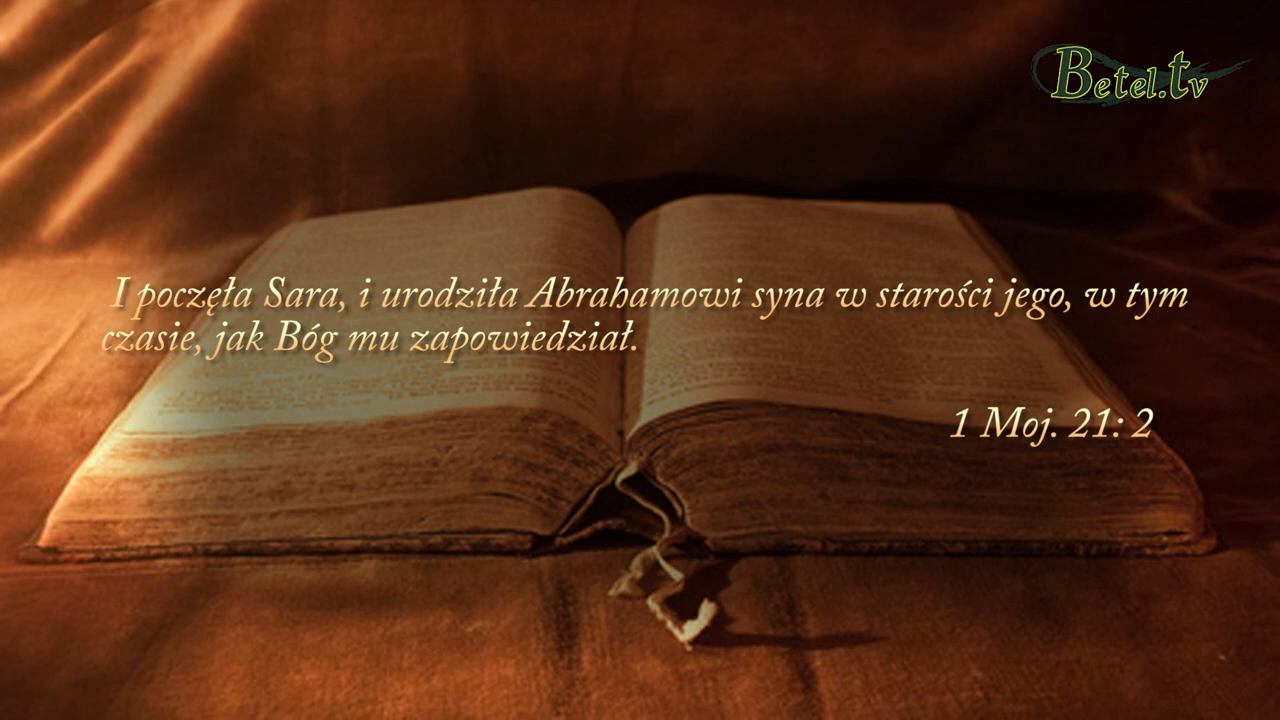 Betel.tv
I poczęła Sara, i urodziła Abrahamowi syna w starości jego, w tym
czasie, jak Bóg mu zapowiedział.
1 Moj. 21: 2